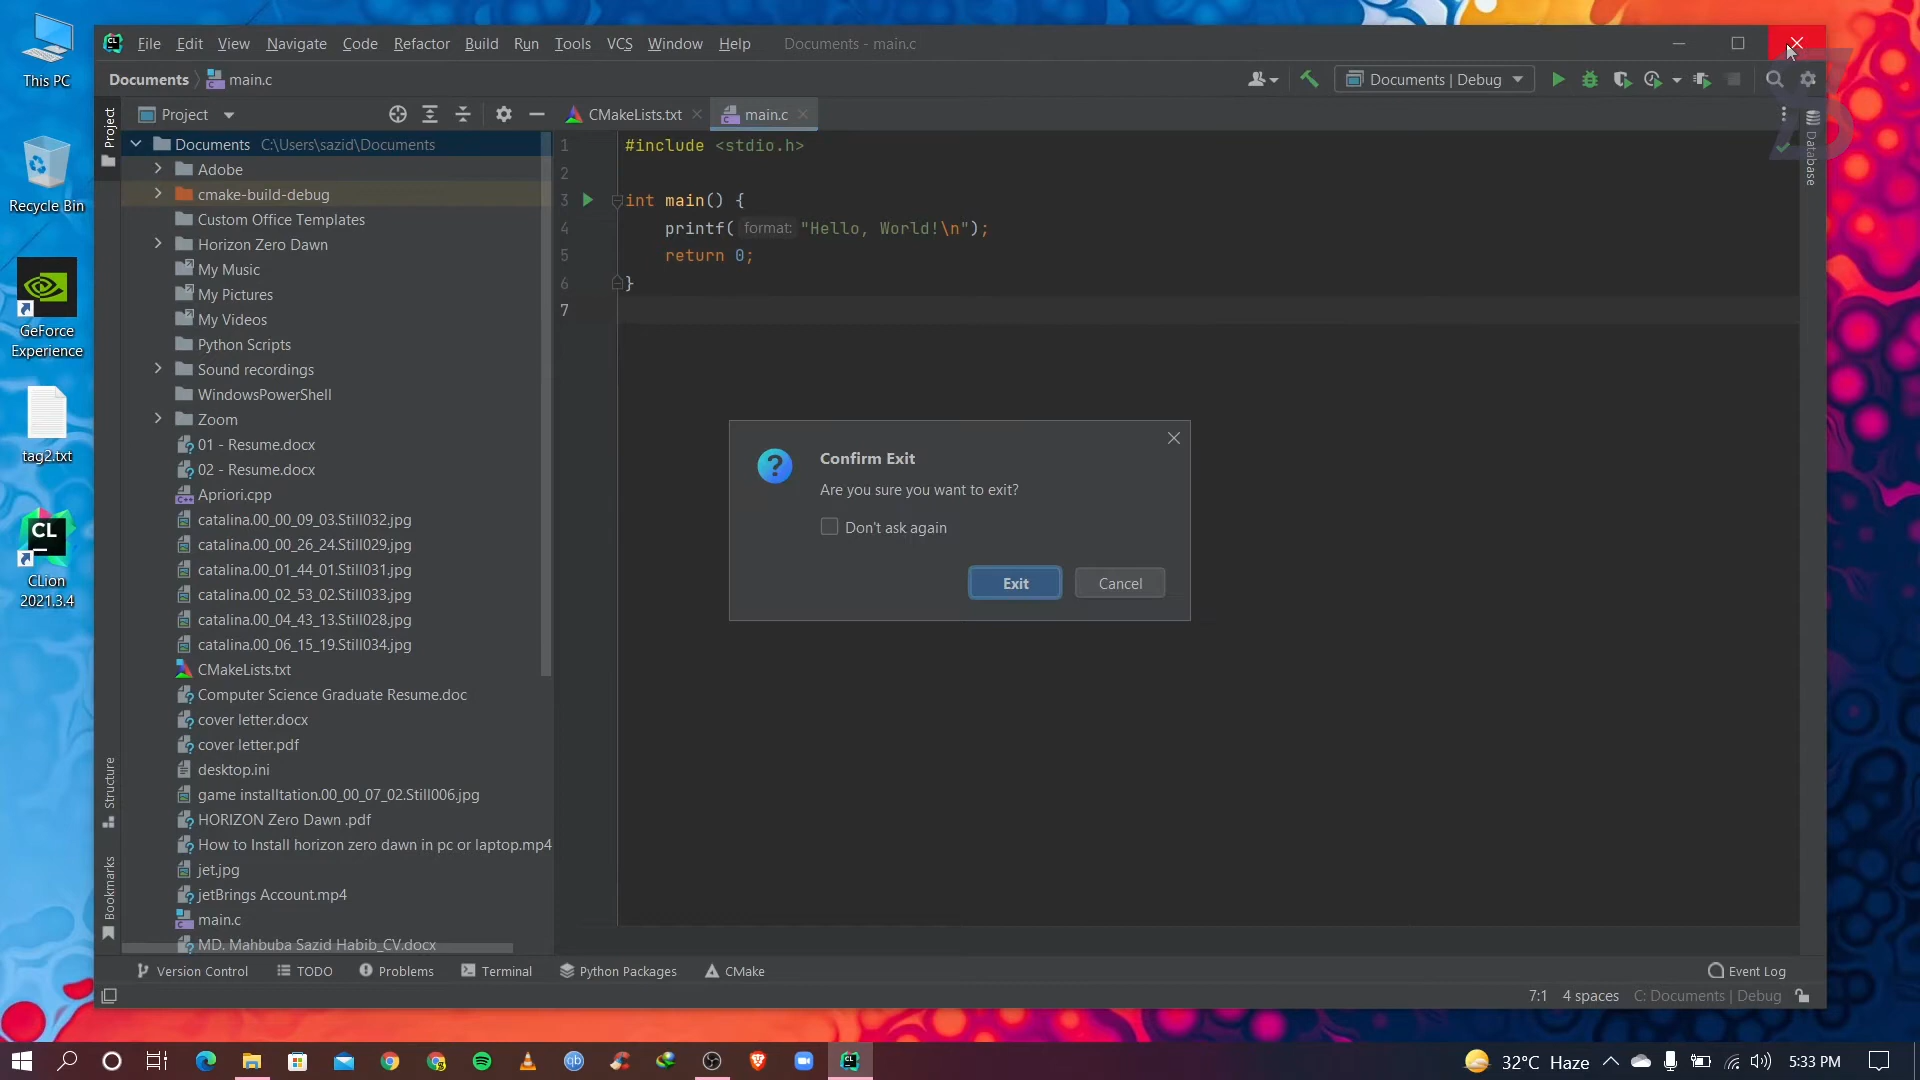 This PC
Recycle Bin
GeForce
Experience
tag2.txt
CL
CLion
2021.3.4
File Edit View Navigate Code Refactor Build Run Tools VCS Window Help Documents - main.c
Documents main.c
Documents | Debug
Project
Project
CMakeLists.txt
main.c
Database
Documents C:\Users\sazid\Documents
Adobe
cmake-build-debug
Custom Office Templates
Horizon Zero Dawn
My Music
My Pictures
My Videos
Python Scripts
Sound recordings
WindowsPowerShell
Zoom
01 - Resume.docx
02 - Resume.docx
Apriori.cpp
catalina.00_00_09_03.Still032.jpg
catalina.00_00_26_24.Still029.jpg
catalina.00_01_44_01.Still031.jpg
catalina.00_02_53_02.Still033.jpg
catalina.00_04_43_13.Still028.jpg
catalina.00_06_15_19.Still034.jpg
CMakeLists.txt
Computer Science Graduate Resume.doc
cover letter.docx
cover letter.pdf
desktop.ini
game installtation.00_00_07_02.Still006.jpg
HORIZON Zero Dawn .pdf
How to Install horizon zero dawn in pc or laptop.mp4
jet.jpg
jetBrings Account.mp4
main.c
MD. Mahbuba Sazid Habib_CV.docx
Structure
Bookmarks
1 #include <stdio.h>
2
3 int main() {
4 printf( format: "Hello, World!\n");
5 return 0;
6 }
7
Confirm Exit
Are you sure you want to exit?
Don't ask again
Exit Cancel
Version Control TODO Problems Terminal Python Packages CMake Event Log
7:1 4 spaces C: Documents | Debug
32°C Haze 5:33 PM